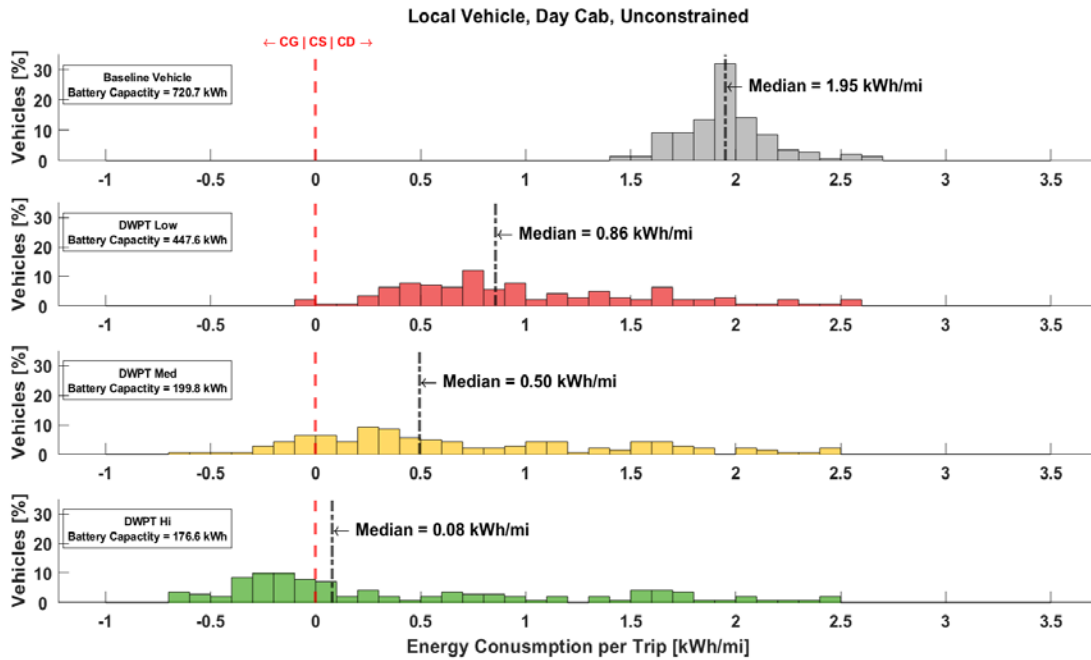 Local Vehicle, Day Cab, Unconstrained
← CG | CS | CD →
Vehicles [%]
30
20
10
0
Baseline Vehicle
Battery Capacity = 720.7 kWh
Median = 1.95 kWh/mi
-1 -0.5 0 0.5 1 1.5 2 2.5 3 3.5
Vehicles [%]
30
20
10
0
DWPT Low
Battery Capactity = 447.6 kWh
Median = 0.86 kWh/mi
-1 -0.5 0 0.5 1 1.5 2 2.5 3 3.5
Vehicles [%]
30
20
10
0
DWPT Med
Battery Capactity = 199.8 kWh
Median = 0.50 kWh/mi
-1 -0.5 0 0.5 1 1.5 2 2.5 3 3.5
Vehicles [%]
30
20
10
0
DWPT Hi
Battery Capactity = 176.6 kWh
Median = 0.08 kWh/mi
-1 -0.5 0 0.5 1 1.5 2 2.5 3 3.5
Energy Conusmption per Trip [kWh/mi]